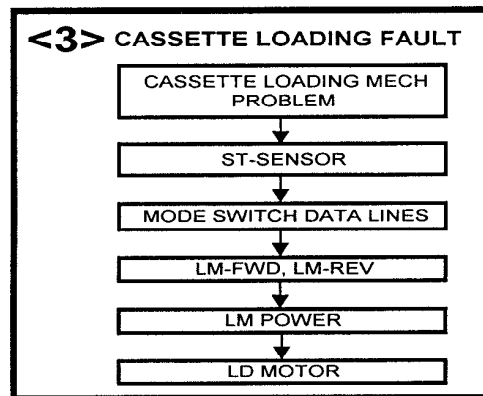 <3> CASSETTE LOADING FAULT
CASSETTE LOADING MECH
PROBLEM
ST-SENSOR
MODE SWITCH DATA LINES
LM-FWD, LM-REV
LM POWER
LD MOTOR